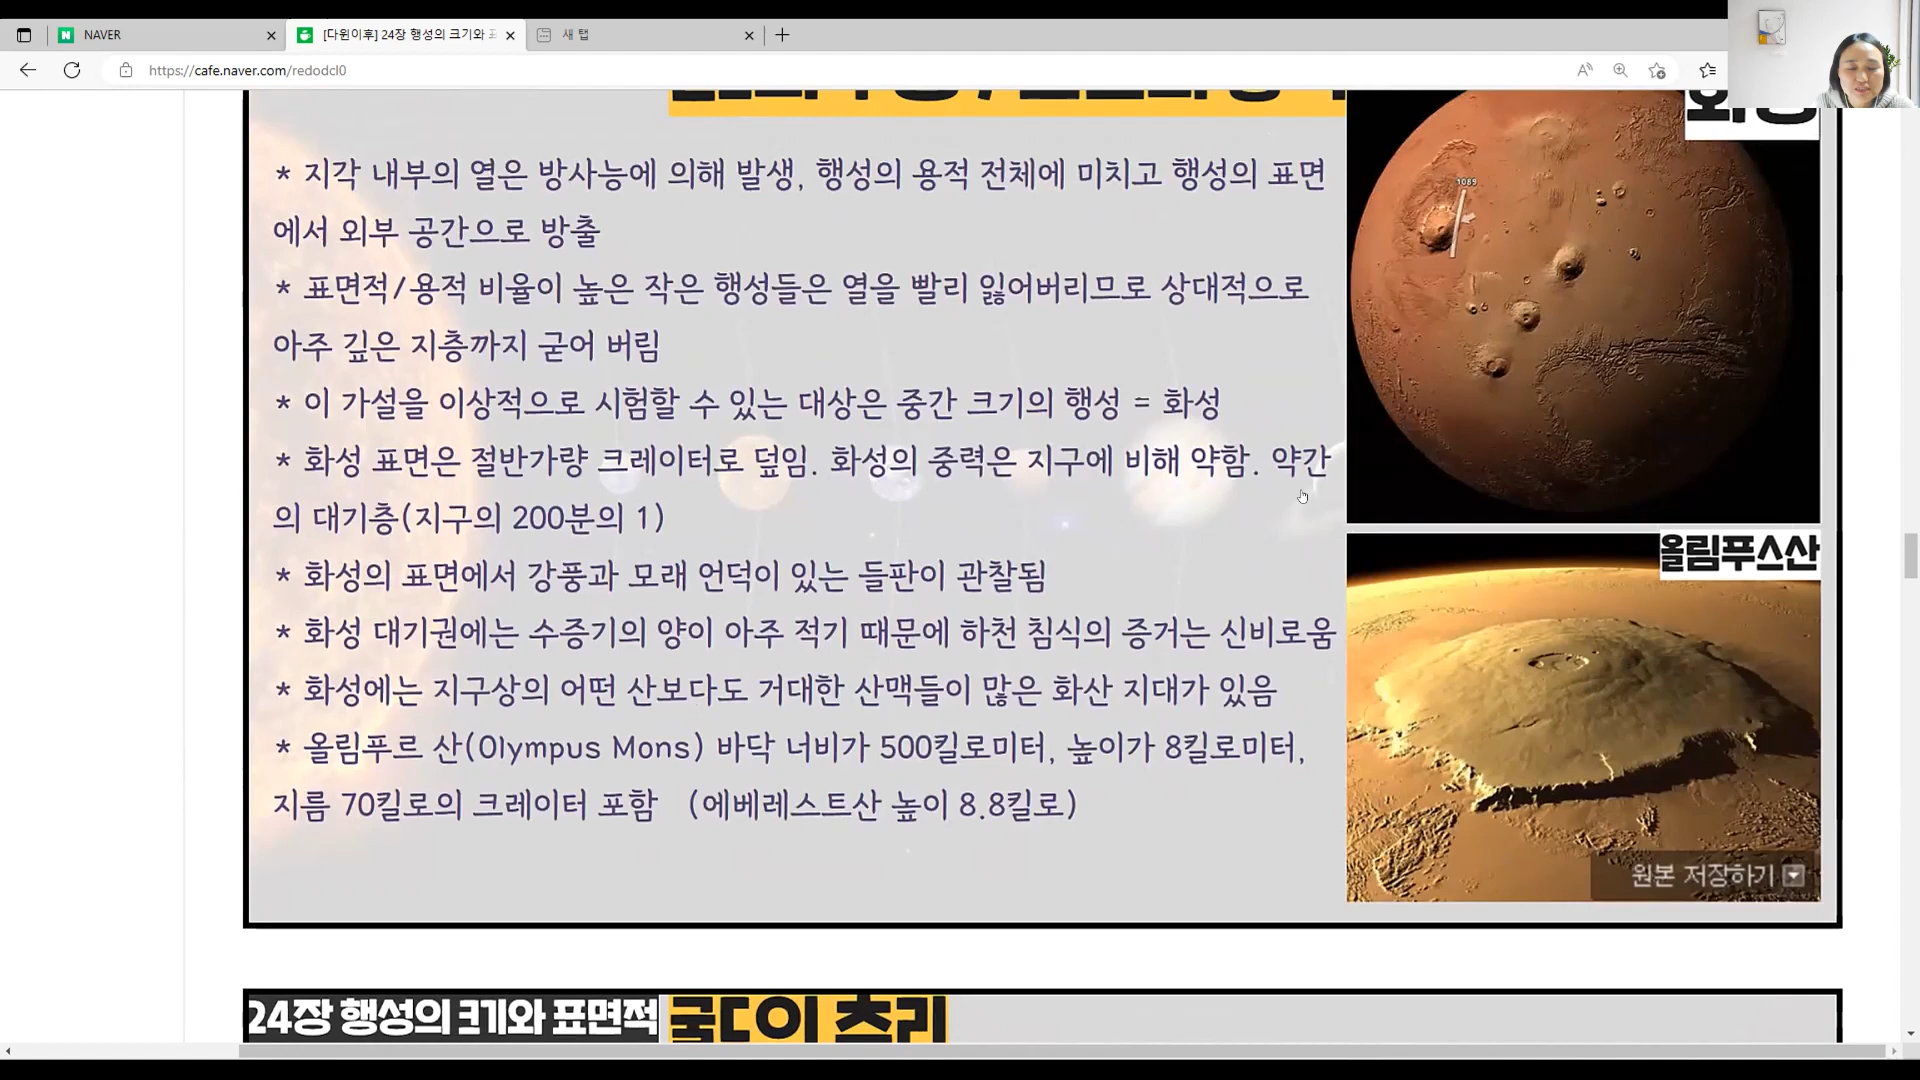 NAVER
[다윈이후] 24장 행성의 크기와 표
새 탭
https://cafe.naver.com/redodcl0
* 지각 내부의 열은 방사능에 의해 발생, 행성의 용적 전체에 미치고 행성의 표면
에서 외부 공간으로 방출
* 표면적/용적 비율이 높은 작은 행성들은 열을 빨리 잃어버리므로 상대적으로
아주 깊은 지층까지 굳어 버림
* 이 가설을 이상적으로 시험할 수 있는 대상은 중간 크기의 행성 = 화성
* 화성 표면은 절반가량 크레이터로 덮임. 화성의 중력은 지구에 비해 약함. 약간
의 대기층(지구의 200분의 1)
* 화성의 표면에서 강풍과 모래 언덕이 있는 들판이 관찰됨
* 화성 대기권에는 수증기의 양이 아주 적기 때문에 하천 침식의 증거는 신비로움
* 화성에는 지구상의 어떤 산보다도 거대한 산맥들이 많은 화산 지대가 있음
* 올림푸르 산(Olympus Mons) 바닥 너비가 500킬로미터, 높이가 8킬로미터,
지름 70킬로의 크레이터 포함 (에베레스트산 높이 8.8킬로)
1089
올림푸스산
원본 저장하기
24장 행성의 크기와 표면적